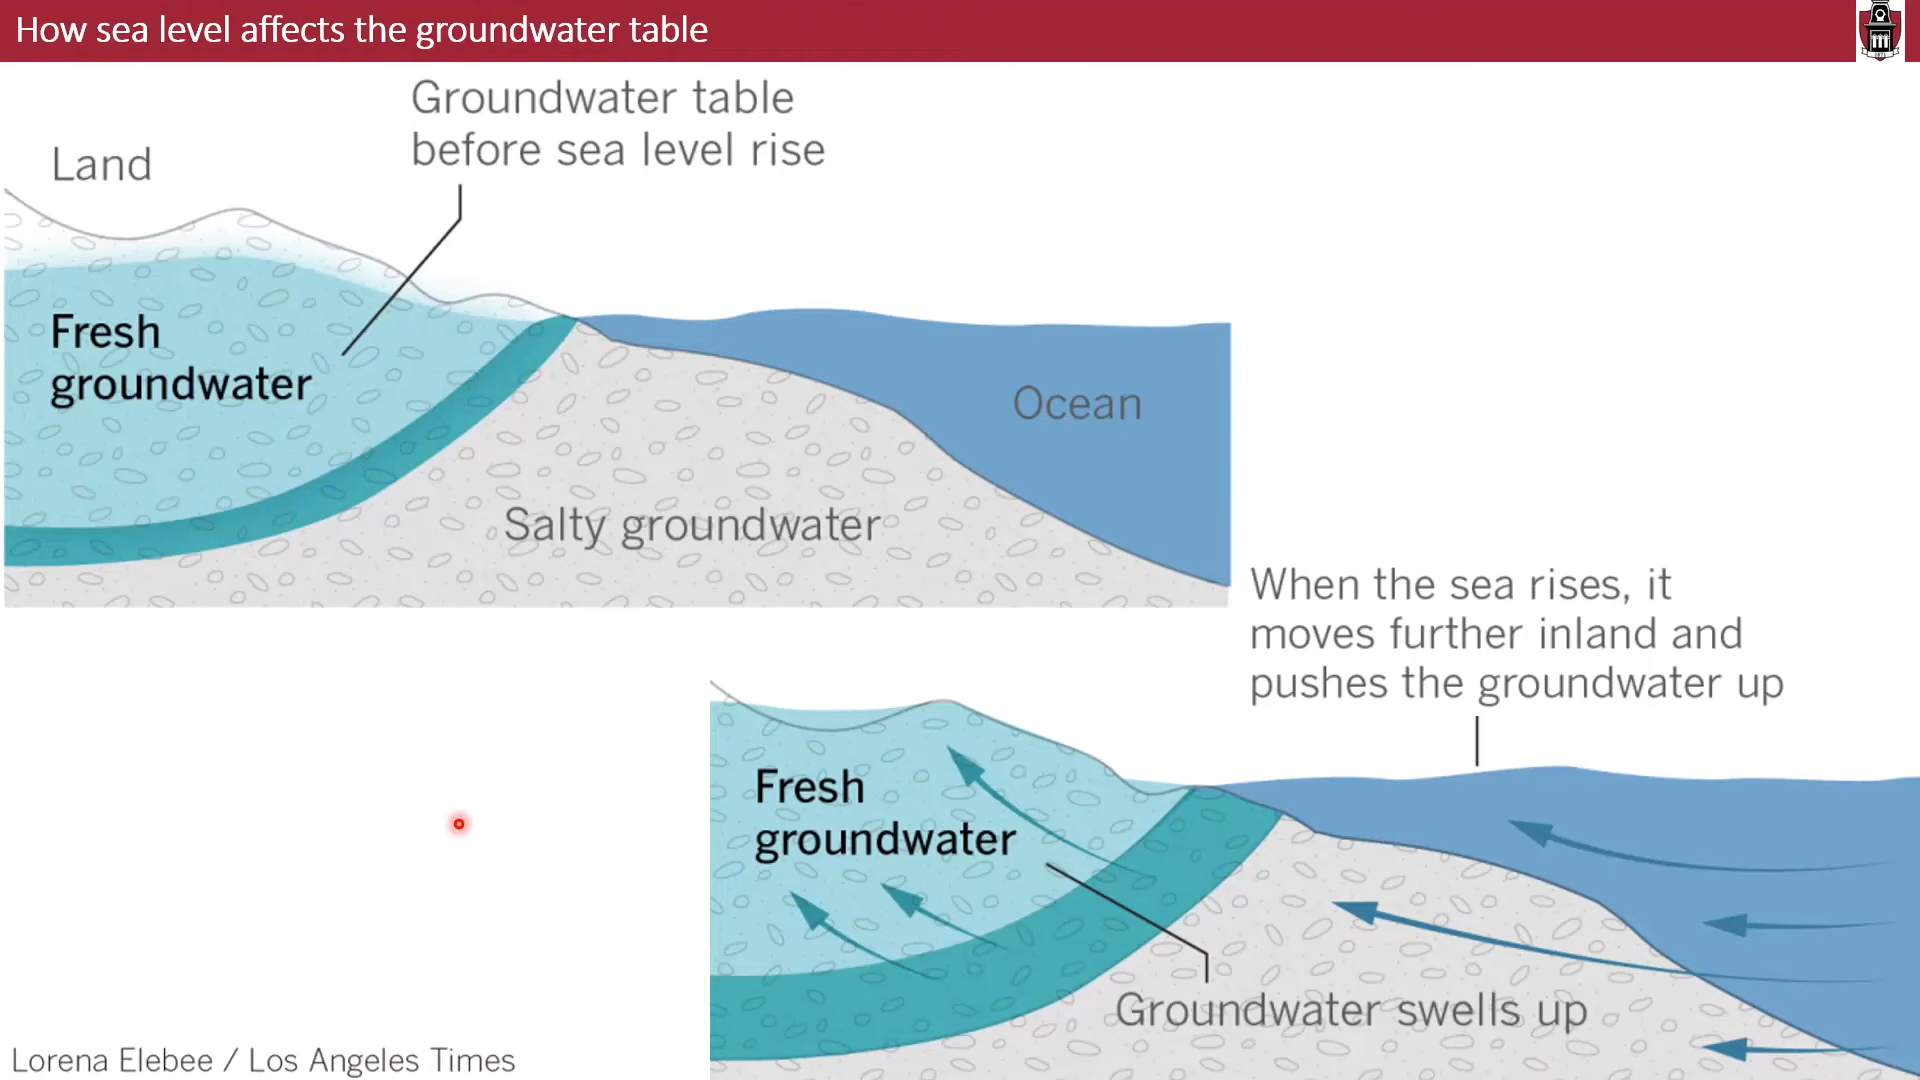 How sea level affects the groundwater table
Groundwater table
before sea level rise
Land
Fresh
groundwater
Ocean
Salty groundwater
When the sea rises, it
moves further inland and
pushes the groundwater up
Fresh
groundwater
Groundwater swells up
Lorena Elebee / Los Angeles Times